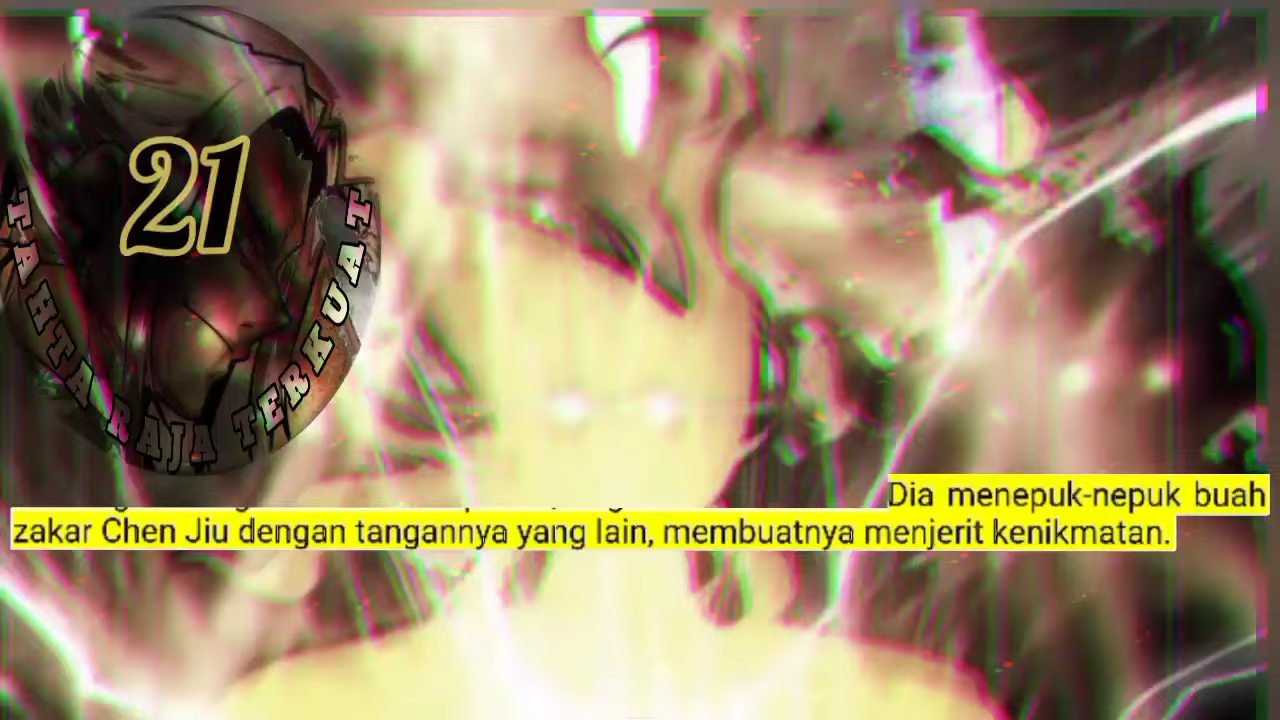 21
TAHTA RAJA TERKUAT
Dia menepuk-nepuk buah
zakar Chen Jiu dengan tangannya yang lain, membuatnya menjerit kenikmatan.